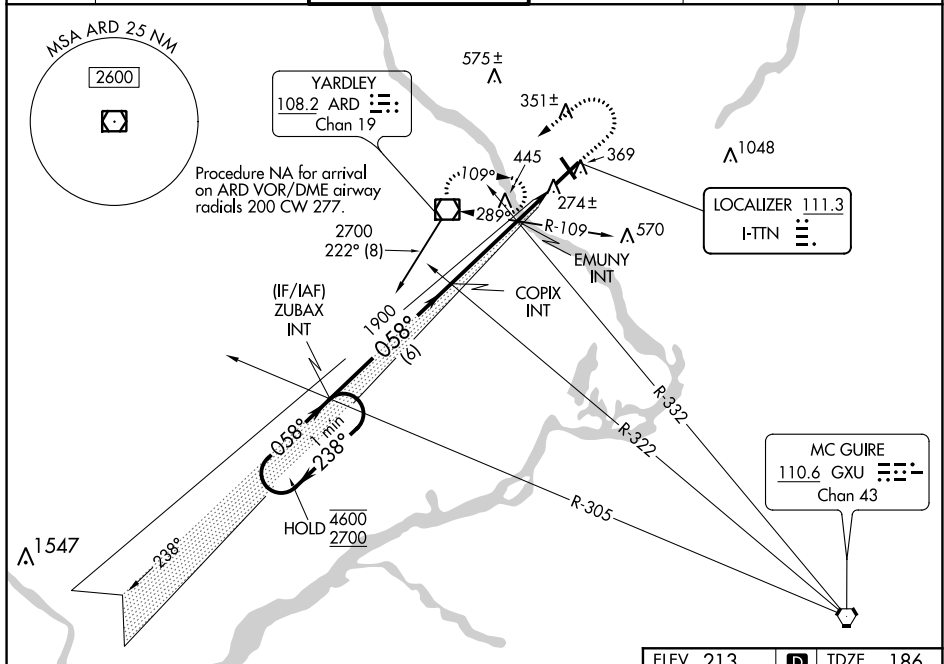 MSA ARD 25 NM
2600
YARDLEY
108.2 ARD
Chan 19
575±
351±
1048
445
369
109°
Procedure NA for arrival
on ARD VOR/DME airway
radials 200 CW 277.
289°
274±
LOCALIZER 111.3
I-TTN
R-109
570
2700
222° (8)
EMUNY
INT
(IF/IAF)
ZUBAX
INT
COPIX
INT
1900
058°
(6)
R-332
R-322
058°
1 min
238°
MC GUIRE
110.6 GXU
Chan 43
R-305
HOLD 4600
2700
1547
238°
ELEV 213 D TDZE 186